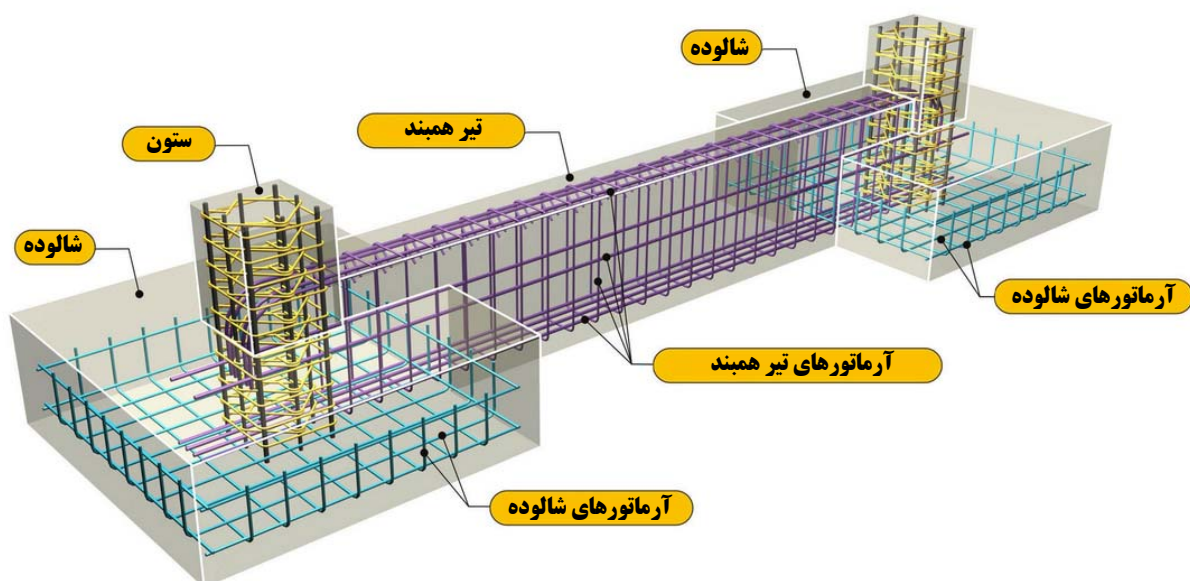 شالوده
تیر همبند
ستون
شالوده
آرماتورهای شالوده
آرماتورهای تیر همبند
آرماتورهای شالوده